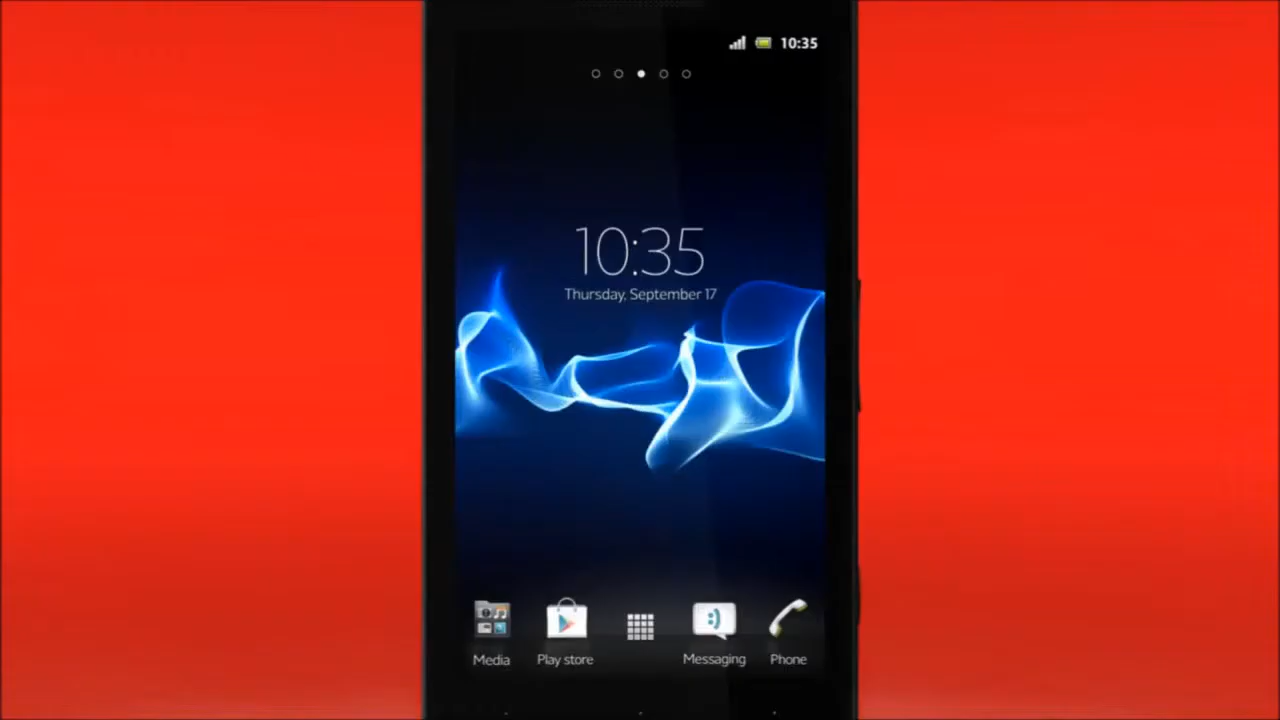 10:35
10:35
Thursday, September 17
Media
Play store
Messaging
Phone